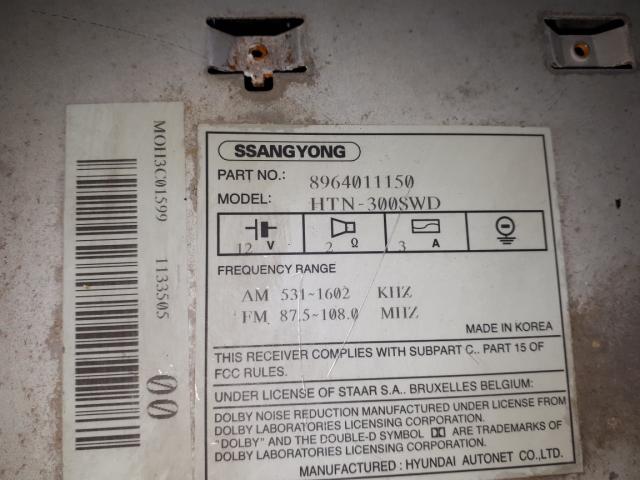 MOH3C01599 1133505 00
SSANGYONG
PART NO.: 8964011150
MODEL: HTN-300SWD
12 V 2 Ω 3 A
FREQUENCY RANGE
AM 531~1602 KHZ
FM 87.5~108.0 MHZ
MADE IN KOREA
THIS RECEIVER COMPLIES WITH SUBPART C.. PART 15 OF
FCC RULES.
UNDER LICENSE OF STAAR S.A.. BRUXELLES BELGIUM:
DOLBY NOISE REDUCTION MANUFACTURED UNDER LICENSE FROM
DOLBY LABORATORIES LICENSING CORPORATION.
"DOLBY" AND THE DOUBLE-D SYMBOL ARE TRADEMARKS OF
DOLBY LABORATORIES LICENSING CORPORATION.
MANUFACTURED : HYUNDAI AUTONET CO.,LTD.